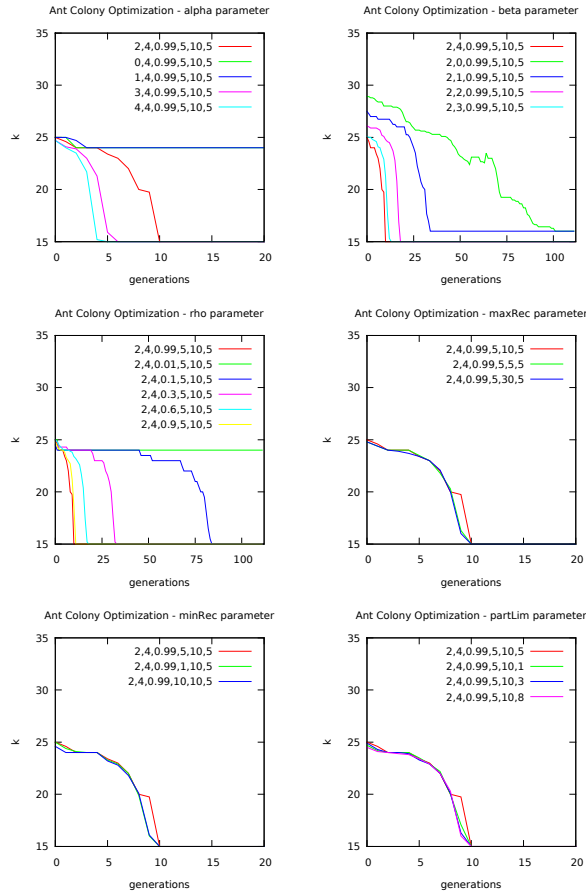 Ant Colony Optimization - alpha parameter
35
2,4,0.99,5,10,5
0,4,0.99,5,10,5
1,4,0.99,5,10,5
3,4,0.99,5,10,5
4,4,0.99,5,10,5
30
k
25
20
15
0 5 10 15 20
generations
Ant Colony Optimization - beta parameter
35
2,4,0.99,5,10,5
2,0,0.99,5,10,5
2,1,0.99,5,10,5
2,2,0.99,5,10,5
2,3,0.99,5,10,5
30
k
25
20
15
0 25 50 75 100
generations
Ant Colony Optimization - rho parameter
35
2,4,0.99,5,10,5
2,4,0.01,5,10,5
2,4,0.1,5,10,5
2,4,0.3,5,10,5
2,4,0.6,5,10,5
2,4,0.9,5,10,5
30
k
25
20
15
0 25 50 75 100
generations
Ant Colony Optimization - maxRec parameter
35
2,4,0.99,5,10,5
2,4,0.99,5,5,5
2,4,0.99,5,30,5
30
k
25
20
15
0 5 10 15 20
generations
Ant Colony Optimization - minRec parameter
35
2,4,0.99,5,10,5
2,4,0.99,1,10,5
2,4,0.99,10,10,5
30
k
25
20
15
0 5 10 15 20
generations
Ant Colony Optimization - partLim parameter
35
2,4,0.99,5,10,5
2,4,0.99,5,10,1
2,4,0.99,5,10,3
2,4,0.99,5,10,8
30
k
25
20
15
0 5 10 15 20
generations